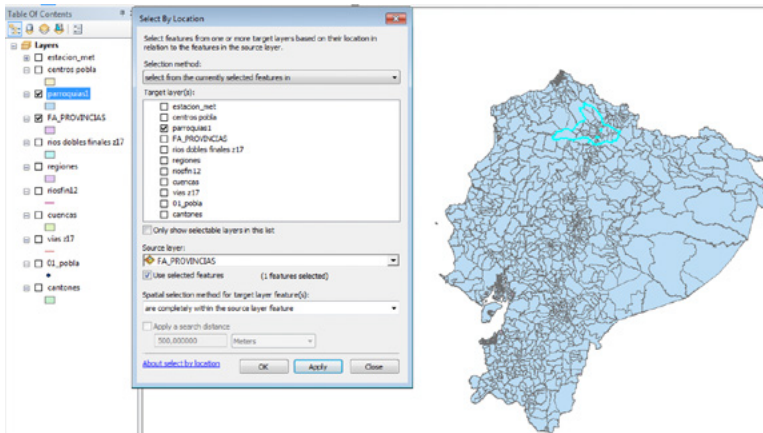 Table Of Contents
Layers
estacion_met
centros pobla
parroquias1
FA_PROVINCIAS
rios dobles finales z17
regiones
riosfin12
cuencas
vias z17
01_pobla
cantones
Select By Location
Select features from one or more target layers based on their location in
relation to the features in the source layer.
Selection method:
select from the currently selected features in
Target layer(s):
estacion_met
centros pobla
parroquias1
FA_PROVINCIAS
rios dobles finales z17
regiones
riosfin12
cuencas
vias z17
01_pobla
cantones
Only show selectable layers in this list
Source layer:
FA_PROVINCIAS
Use selected features (1 features selected)
Spatial selection method for target layer feature(s):
are completely within the source layer feature
Apply a search distance
500,000000 Meters
About select by location OK Apply Close